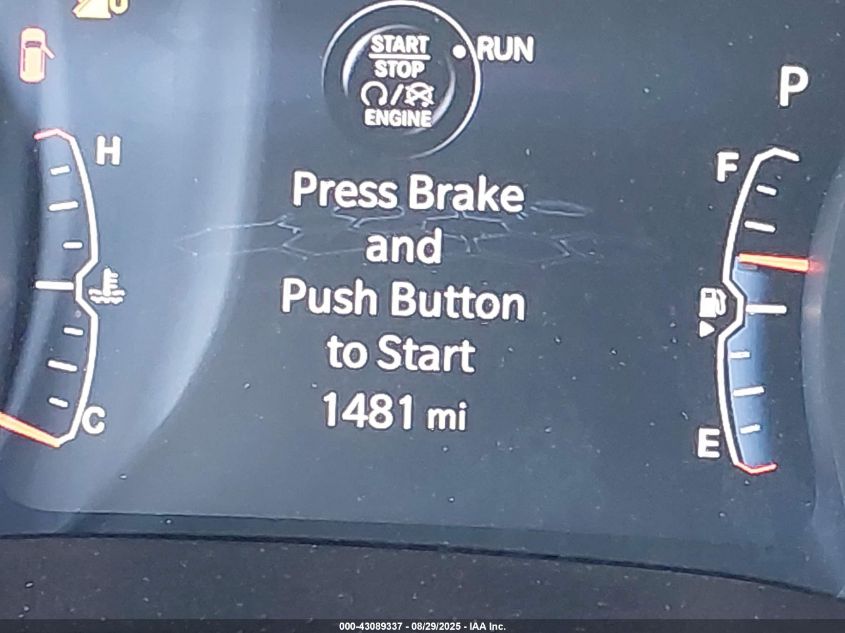 START
STOP
ENGINE
RUN
P
H
F
Press Brake
and
Push Button
to Start
1481 mi
C
E
000-43089337 - 08/29/2025 - IAA Inc.